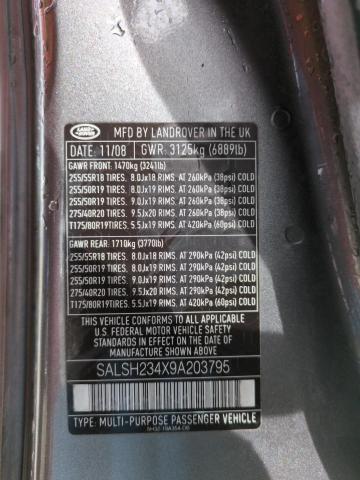 LAND ROVER
MFD BY LANDROVER IN THE UK
DATE: 11/08 GWR: 3125kg (6889lb)
GAWR FRONT: 1470kg (3241lb)
255/55R18 TIRES. 8.0Jx18 RIMS. AT 260kPa (38psi) COLD
255/50R19 TIRES. 8.0Jx19 RIMS. AT 260kPa (38psi) COLD
255/50R19 TIRES. 9.0Jx19 RIMS. AT 260kPa (38psi) COLD
275/40R20 TIRES. 9.5Jx20 RIMS. AT 260kPa (38psi) COLD
T175/80R19TIRES. 5.5Jx19 RIMS. AT 420kPa (60psi) COLD
GAWR REAR: 1710kg (3770lb)
255/55R18 TIRES. 8.0Jx18 RIMS. AT 290kPa (42psi) COLD
255/50R19 TIRES. 8.0Jx19 RIMS. AT 290kPa (42psi) COLD
255/50R19 TIRES. 9.0Jx19 RIMS. AT 290kPa (42psi) COLD
275/40R20 TIRES. 9.5Jx20 RIMS. AT 290kPa (42psi) COLD
T175/80R19TIRES. 5.5Jx19 RIMS. AT 420kPa (60psi) COLD
THIS VEHICLE CONFORMS TO ALL APPLICABLE
U.S. FEDERAL MOTOR VEHICLE SAFETY
STANDARDS IN EFFECT ON THE DATE OF
MANUFACTURE SHOWN ABOVE
SALSH234X9A203795
TYPE: MULTI-PURPOSE PASSENGER VEHICLE